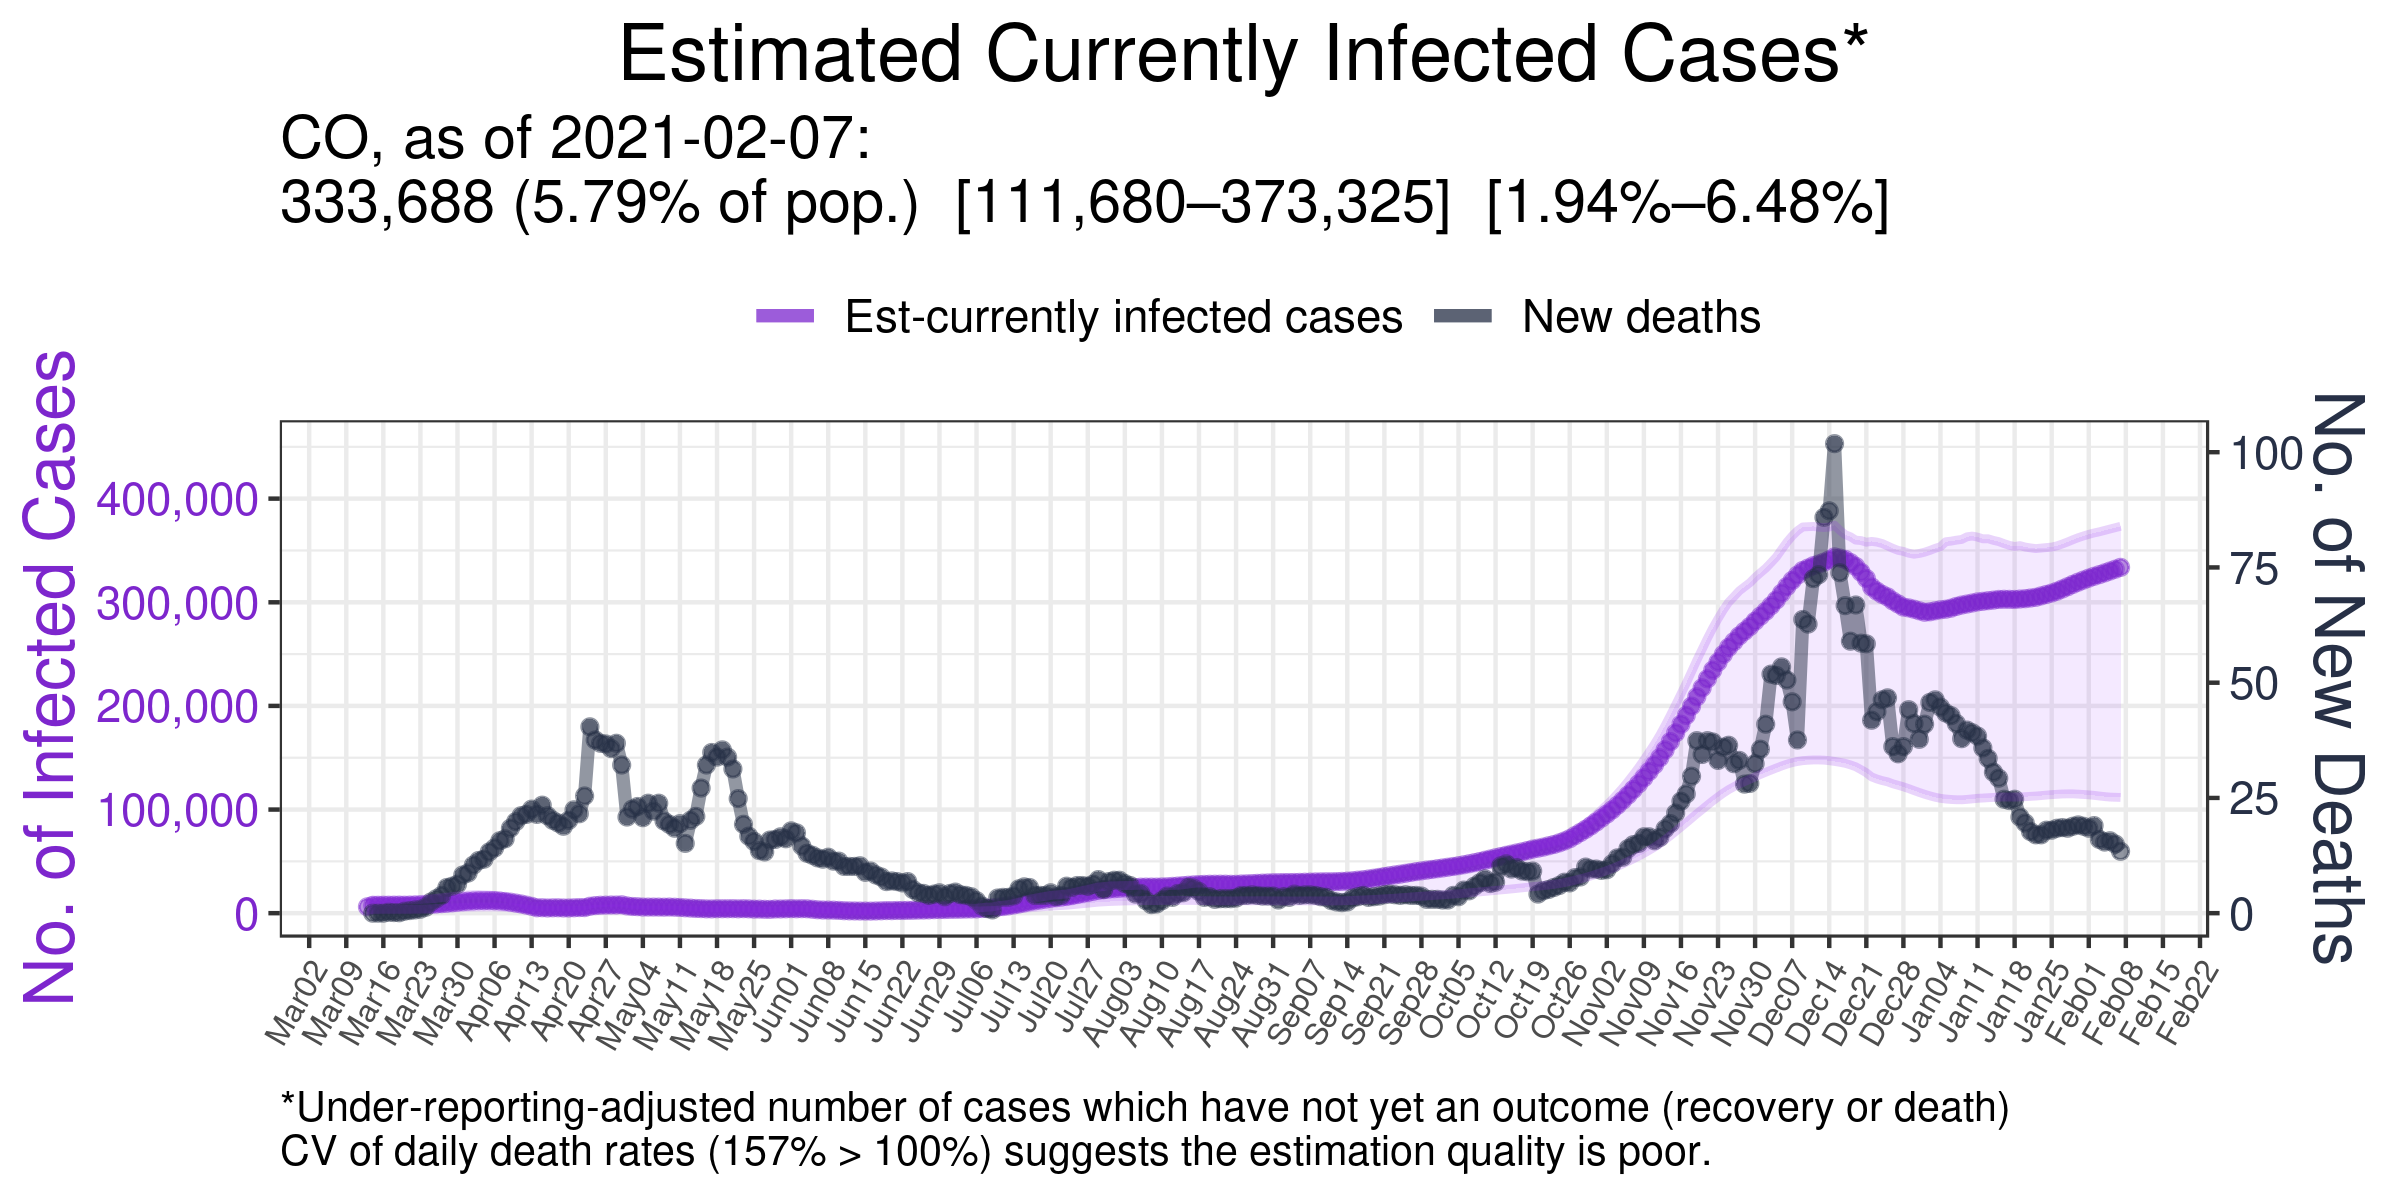 Estimated Currently Infected Cases*
CO, as of 2021-02-07:
333,688 (5.79% of pop.)  [111,680–373,325]  [1.94%–6.48%]
Est-currently infected cases
New deaths
No. of Infected Cases
400,000
300,000
200,000
100,000
0
No. of New Deaths
100
75
50
25
0
Mar02
Mar09
Mar16
Mar23
Mar30
Apr06
Apr13
Apr20
Apr27
May04
May11
May18
May25
Jun01
Jun08
Jun15
Jun22
Jun29
Jul06
Jul13
Jul20
Jul27
Aug03
Aug10
Aug17
Aug24
Aug31
Sep07
Sep14
Sep21
Sep28
Oct05
Oct12
Oct19
Oct26
Nov02
Nov09
Nov16
Nov23
Nov30
Dec07
Dec14
Dec21
Dec28
Jan04
Jan11
Jan18
Jan25
Feb01
Feb08
Feb15
Feb22
*Under-reporting-adjusted number of cases which have not yet an outcome (recovery or death)
CV of daily death rates (157% > 100%) suggests the estimation quality is poor.